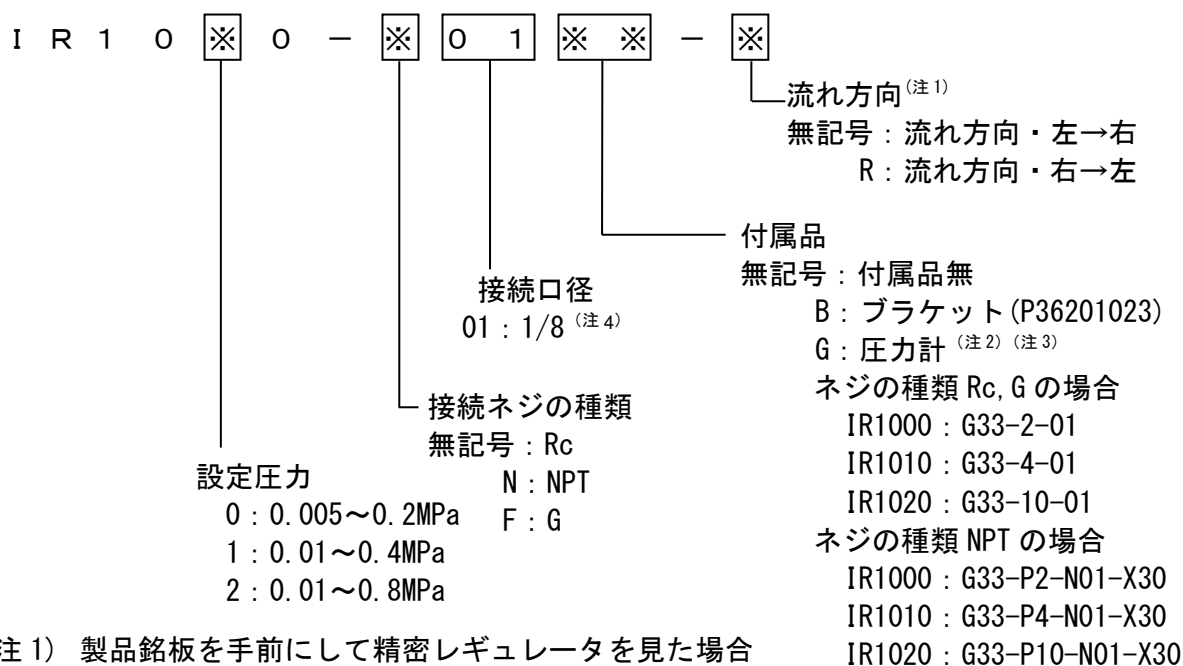 ＩＲ１０※０－※０１※※－※
流れ方向(注1)
無記号：流れ方向・左→右
R：流れ方向・右→左
付属品
無記号：付属品無
B：ブラケット(P36201023)
G：圧力計(注2)(注3)
ネジの種類Rc,Gの場合
IR1000：G33-2-01
IR1010：G33-4-01
IR1020：G33-10-01
ネジの種類NPTの場合
IR1000：G33-P2-N01-X30
IR1010：G33-P4-N01-X30
IR1020：G33-P10-N01-X30
接続口径
01：1/8(注4)
接続ネジの種類
無記号：Rc
N：NPT
F：G
設定圧力
0：0.005～0.2MPa
1：0.01～0.4MPa
2：0.01～0.8MPa
注1) 製品銘板を手前にして精密レギュレータを見た場合